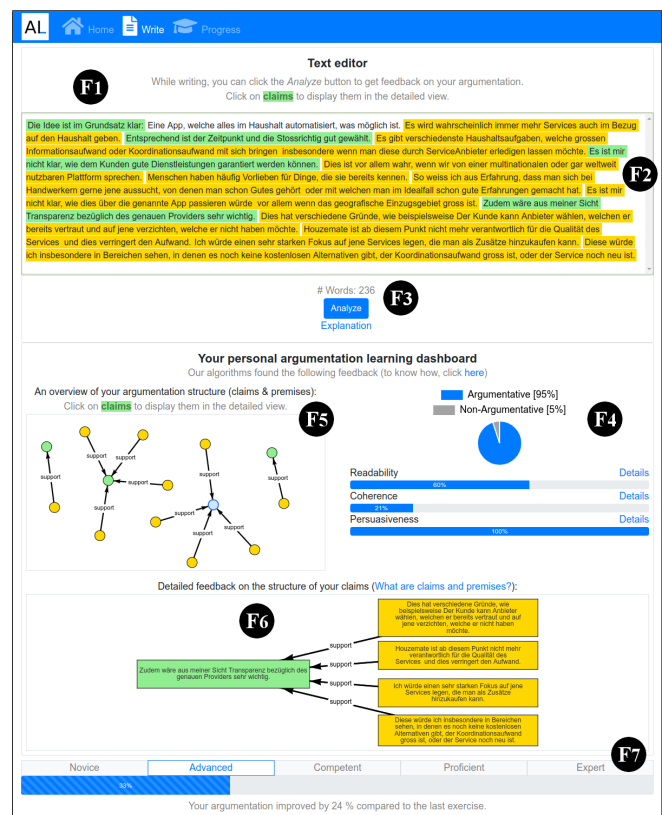 AL Home Write Progress
Text editor
F1
While writing, you can click the Analyze button to get feedback on your argumentation.
Click on claims to display them in the detailed view.
Die Idee ist im Grundsatz klar: Eine App, welche alles im Haushalt automatisiert, was möglich ist. Es wird wahrscheinlich immer mehr Services auch im Bezug
auf den Haushalt geben. Entsprechend ist der Zeitpunkt und die Stossrichtig gut gewählt. Es gibt verschiedenste Haushaltsaufgaben, welche grossen
Informationsaufwand oder Koordinationsaufwand mit sich bringen insbesondere wenn man diese durch ServiceAnbieter erledigen lassen möchte. Es ist mir
nicht klar, wie dem Kunden gute Dienstleistungen garantiert werden können. Dies ist vor allem wahr, wenn wir von einer multinationalen oder gar weltweit
nutzbaren Plattform sprechen. Menschen haben häufig Vorlieben für Dinge, die sie bereits kennen. So weiss ich aus Erfahrung, dass man sich bei
Handwerkern gerne jene aussucht, von denen man schon Gutes gehört oder mit welchen man im Idealfall schon gute Erfahrungen gemacht hat. Es ist mir
nicht klar, wie dies über die genannte App passieren würde vor allem wenn das geografische Einzugsgebiet gross ist. Zudem wäre aus meiner Sicht
Transparenz bezüglich des genauen Providers sehr wichtig. Dies hat verschiedene Gründe, wie beispielsweise Der Kunde kann Anbieter wählen, welchen er
bereits vertraut und auf jene verzichten, welche er nicht haben möchte. Houzemate ist ab diesem Punkt nicht mehr verantwortlich für die Qualität des
Services und dies verringert den Aufwand. Ich würde einen sehr starken Fokus auf jene Services legen, die man als Zusätze hinzukaufen kann. Diese würde
ich insbesondere in Bereichen sehen, in denen es noch keine kostenlosen Alternativen gibt, der Koordinationsaufwand gross ist, oder der Service noch neu ist.
F2
# Words: 236
Analyze
Explanation
F3
Your personal argumentation learning dashboard
Our algorithms found the following feedback (to know how, click here)
An overview of your argumentation structure (claims & premises):
Click on claims to display them in the detailed view.
F5
support
support
support
support
support
support
support
support
support
support
Argumentative [95%]
Non-Argumentative [5%]
F4
Readability Details
60%
Coherence Details
21%
Persuasiveness Details
100%
Detailed feedback on the structure of your claims (What are claims and premises?):
F6
Zudem wäre aus meiner Sicht Transparenz bezüglich des
genauen Providers sehr wichtig.
support
support
support
support
Dies hat verschiedene Gründe, wie
beispielsweise Der Kunde kann Anbieter
wählen, welchen er bereits vertraut und auf
jene verzichten, welche er nicht haben
möchte.
Houzemate ist ab diesem Punkt nicht mehr
verantwortlich für die Qualität des
Services und dies verringert den Aufwand.
Ich würde einen sehr starken Fokus auf jene
Services legen, die man als Zusätze
hinzukaufen kann.
Diese würde ich insbesondere in Bereichen
sehen, in denen es noch keine kostenlosen
Alternativen gibt, der Koordinationsaufwand
gross ist, oder der Service noch neu ist.
F7
Novice Advanced Competent Proficient Expert
33%
Your argumentation improved by 24 % compared to the last exercise.